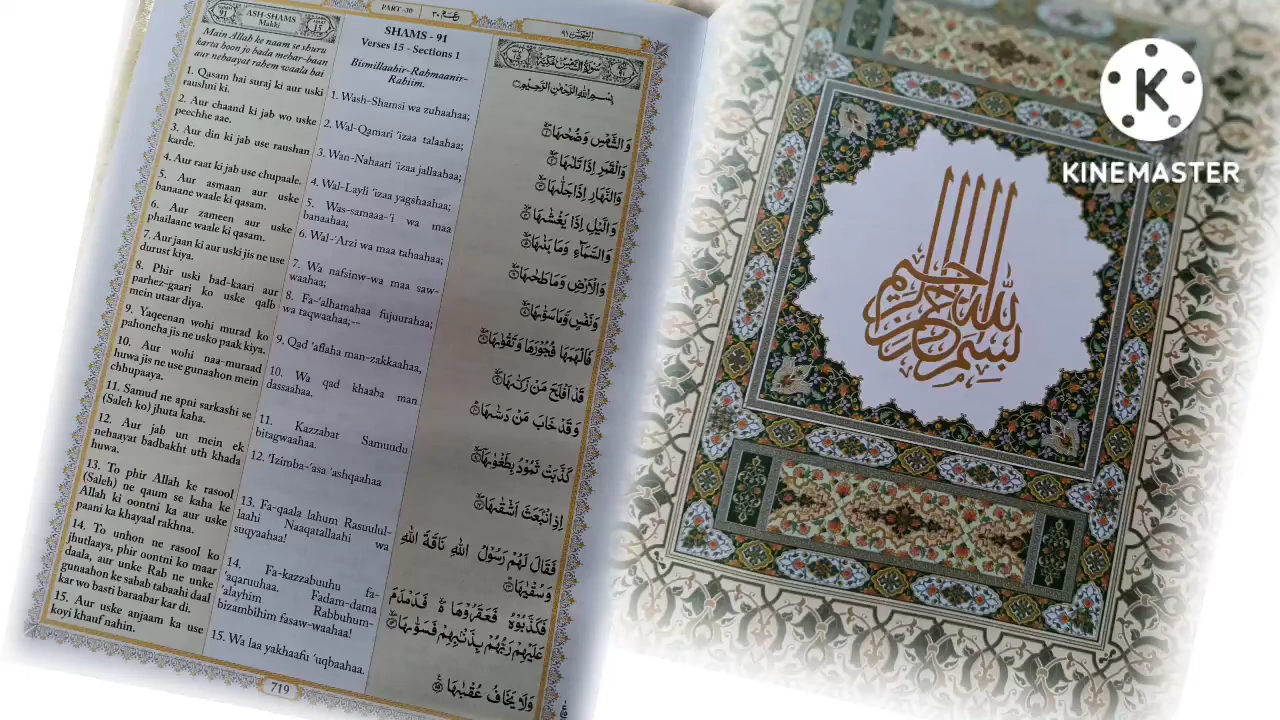 PART-30
عـم ٣٠
الشمس ٩١
91
ASH-SHAMS
Makki
15
Main Allah ke naam se shuru
karta hoon jo bada mehar-baan
aur nehaayat rahem waala hai
1. Qasam hai suraj ki aur uski
raushni ki.
2. Aur chaand ki jab wo uske
peechhe aae.
3. Aur din ki jab use raushan
karde.
4. Aur raat ki jab use chupaale.
5. Aur asmaan aur uske
banaane waale ki qasam.
6. Aur zameen aur uske
phailaane waale ki qasam.
7. Aur jaan ki aur uski jis ne use
durust kiya.
8. Phir uski bad-kaari aur
parhez-gaari ko uske qalb
mein utaar diya.
9. Yaqeenan wohi murad ko
pahoncha jis ne usko paak kiya.
10. Aur wohi naa-muraad
huwa jis ne use gunaahon mein
chhupaaya.
11. Samud ne apni sarkashi se
(Saleh ko) jhuta kaha.
12. Aur jab un mein ek
nehaayat badbakht uth khada
huwa.
13. To phir Allah ke rasool
(Saleh) ne qaum se kaha ke
Allah ki oontni ka aur uske
paani ka khayaal rakhna.
14. To unhon ne rasool ko
jhutlaaya, phir oontni ko maar
daala, aur unke Rab ne unke
gunaahon ke sabab tabaahi daal
kar wo basti baraabar kar di.
15. Aur uske anjaam ka use
koyi khauf nahin.
SHAMS - 91
Verses 15 - Sections 1
Bismillaahir-Rahmaanir-
Rahiim.
1. Wash-Shamsi wa zuhaahaa;
2. Wal-Qamari 'izaa talaahaa;
3. Wan-Nahaari 'izaa jallaahaa;
4. Wal-Layli 'izaa yagshaahaa;
5. Was-samaaa-'i wa maa
banaahaa;
6. Wal-'Arzi wa maa tahaahaa;
7. Wa nafsinw-wa maa saw-
waahaa;
8. Fa-'alhamahaa fujuurahaa;
wa taqwaahaa;—
9. Qad 'aflaha man-zakkaahaa,
10. Wa qad khaaba man
dassaahaa.
11. Kazzabat Samuudu
bitagwaahaa.
12. 'Izimba-'asa 'ashqaahaa
13. Fa-qaala lahum Rasuulul-
laahi Naaqatallaahi wa
suqyaahaa!
14. Fa-kazzabuuhu fa-
'aqaruuhaa. Fadam-dama
'alayhim Rabbuhum-
bizambihim fasaw-waahaa!
15. Wa laa yakhaafu 'uqbaahaa.
سُوْرَةُ الشَّمْسِ مَكِّيَّةٌ
بِسْمِ اللّٰهِ الرَّحْمٰنِ الرَّحِيْمِ
وَالشَّمْسِ وَضُحٰىهَا
وَالْقَمَرِ اِذَا تَلٰىهَا
وَالنَّهَارِ اِذَا جَلّٰىهَا
وَالَّيْلِ اِذَا يَغْشٰىهَا
وَالسَّمَآءِ وَمَا بَنٰىهَا
وَالْاَرْضِ وَمَا طَحٰىهَا
وَنَفْسٍ وَّمَا سَوّٰىهَا
فَاَلْهَمَهَا فُجُوْرَهَا وَتَقْوٰىهَا
قَدْ اَفْلَحَ مَنْ زَكّٰىهَا
وَقَدْ خَابَ مَنْ دَسّٰىهَا
كَذَّبَتْ ثَمُوْدُ بِطَغْوٰىهَا
اِذِ انْۢبَعَثَ اَشْقٰىهَا
فَقَالَ لَهُمْ رَسُوْلُ اللّٰهِ نَاقَةَ اللّٰهِ
وَسُقْيٰهَا
فَكَذَّبُوْهُ فَعَقَرُوْهَا فَدَمْدَمَ
عَلَيْهِمْ رَبُّهُمْ بِذَنْۢبِهِمْ فَسَوّٰىهَا
وَلَا يَخَافُ عُقْبٰهَا
719
بسم الله الرحمن الرحيم
K
KINEMASTER